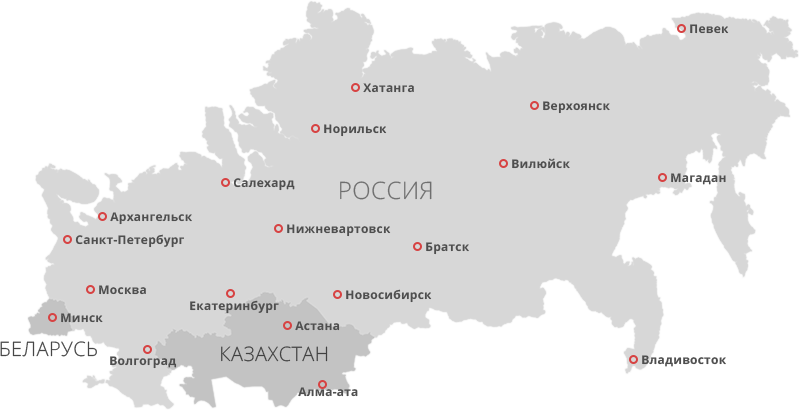 Певек
Хатанга
Верхоянск
Норильск
Вилюйск
Магадан
Салехард
РОССИЯ
Архангельск
Нижневартовск
Санкт-Петербург
Братск
Москва
Новосибирск
Екатеринбург
Минск
Астана
БЕЛАРУСЬ
КАЗАХСТАН
Волгоград
Владивосток
Алма-ата